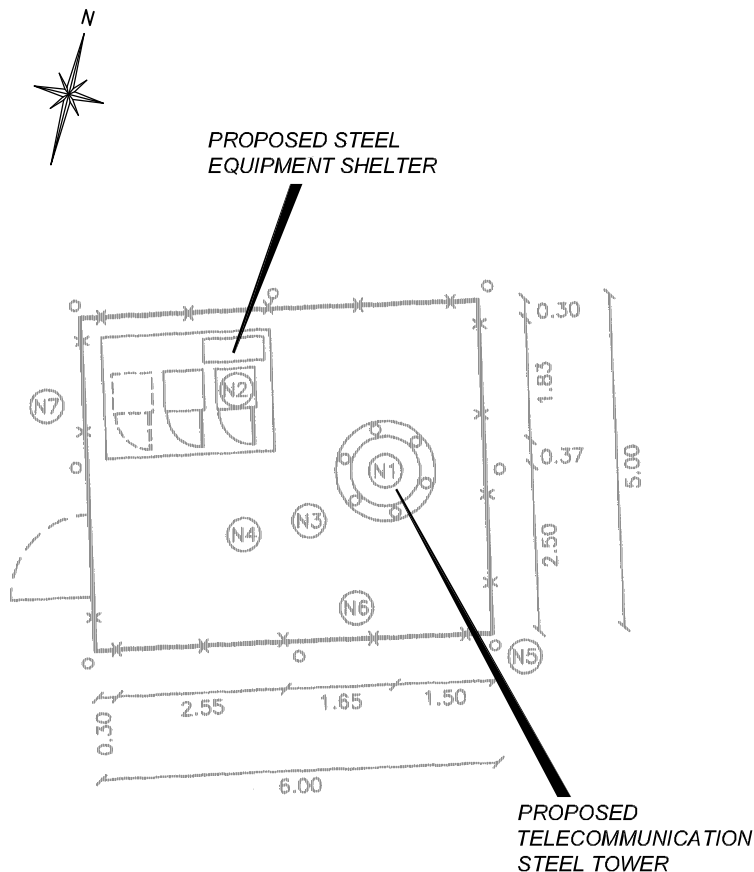 N
PROPOSED STEEL
EQUIPMENT SHELTER
0.30
1.83
0.37
2.50
5.00
N7
N2
N1
N3
N4
N6
N5
0.30
2.55
1.65
1.50
6.00
PROPOSED
TELECOMMUNICATION
STEEL TOWER